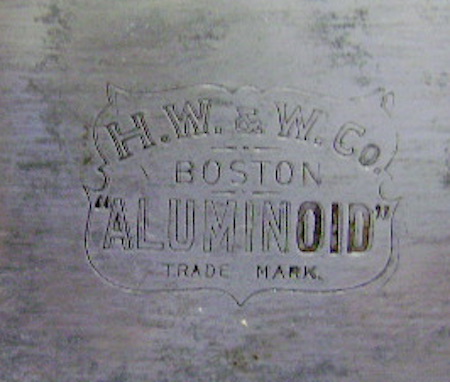 H.W. & W. Co.
BOSTON
"ALUMINOID"
TRADE MARK.